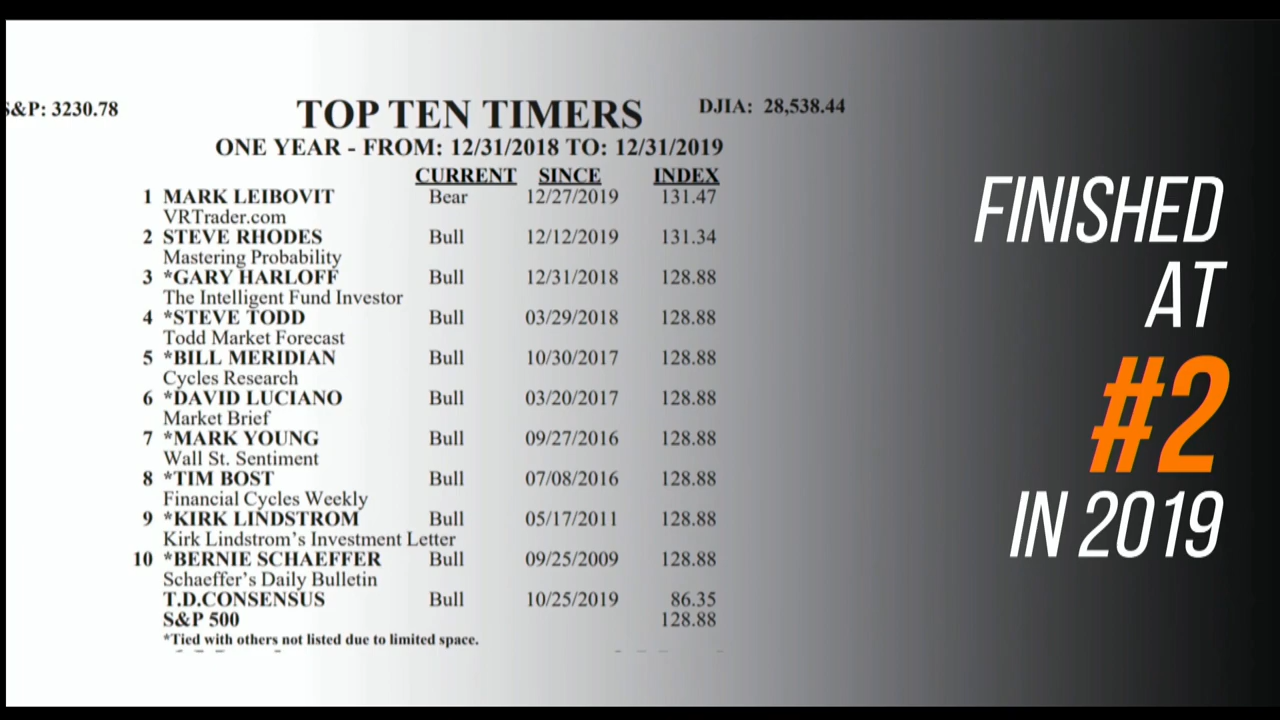 S&P: 3230.78
TOP TEN TIMERS
DJIA: 28,538.44
ONE YEAR - FROM: 12/31/2018 TO: 12/31/2019
CURRENT SINCE INDEX
1 MARK LEIBOVIT Bear 12/27/2019 131.47
VRTrader.com
2 STEVE RHODES Bull 12/12/2019 131.34
Mastering Probability
3 *GARY HARLOFF Bull 12/31/2018 128.88
The Intelligent Fund Investor
4 *STEVE TODD Bull 03/29/2018 128.88
Todd Market Forecast
5 *BILL MERIDIAN Bull 10/30/2017 128.88
Cycles Research
6 *DAVID LUCIANO Bull 03/20/2017 128.88
Market Brief
7 *MARK YOUNG Bull 09/27/2016 128.88
Wall St. Sentiment
8 *TIM BOST Bull 07/08/2016 128.88
Financial Cycles Weekly
9 *KIRK LINDSTROM Bull 05/17/2011 128.88
Kirk Lindstrom's Investment Letter
10 *BERNIE SCHAEFFER Bull 09/25/2009 128.88
Schaeffer's Daily Bulletin
T.D.CONSENSUS Bull 10/25/2019 86.35
S&P 500 128.88
*Tied with others not listed due to limited space.
FINISHED
AT
#2
IN 2019